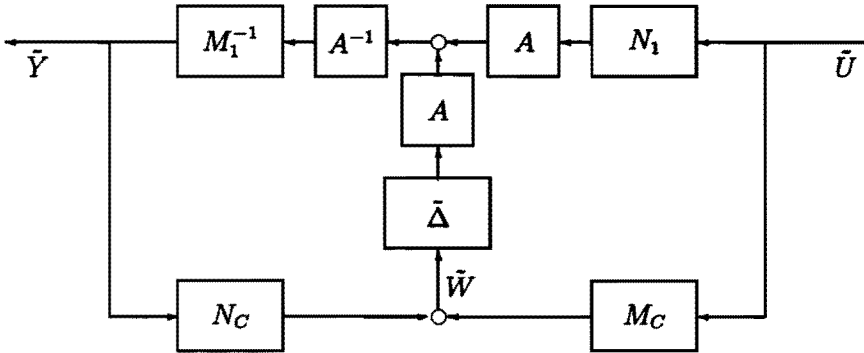 M₁⁻¹ A⁻¹ A N₁
Ỹ Ũ
A
Δ̃
W̃
N_C M_C